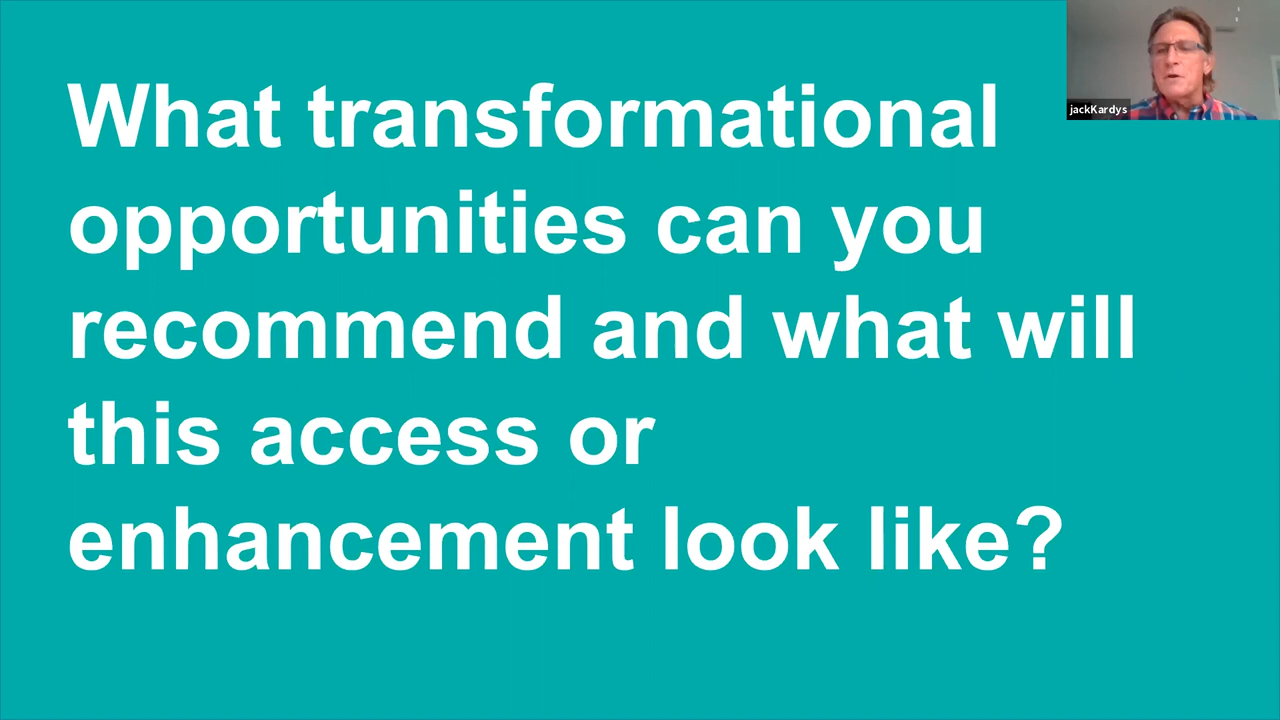 What transformational
opportunities can you
recommend and what will
this access or
enhancement look like?
jackKardys